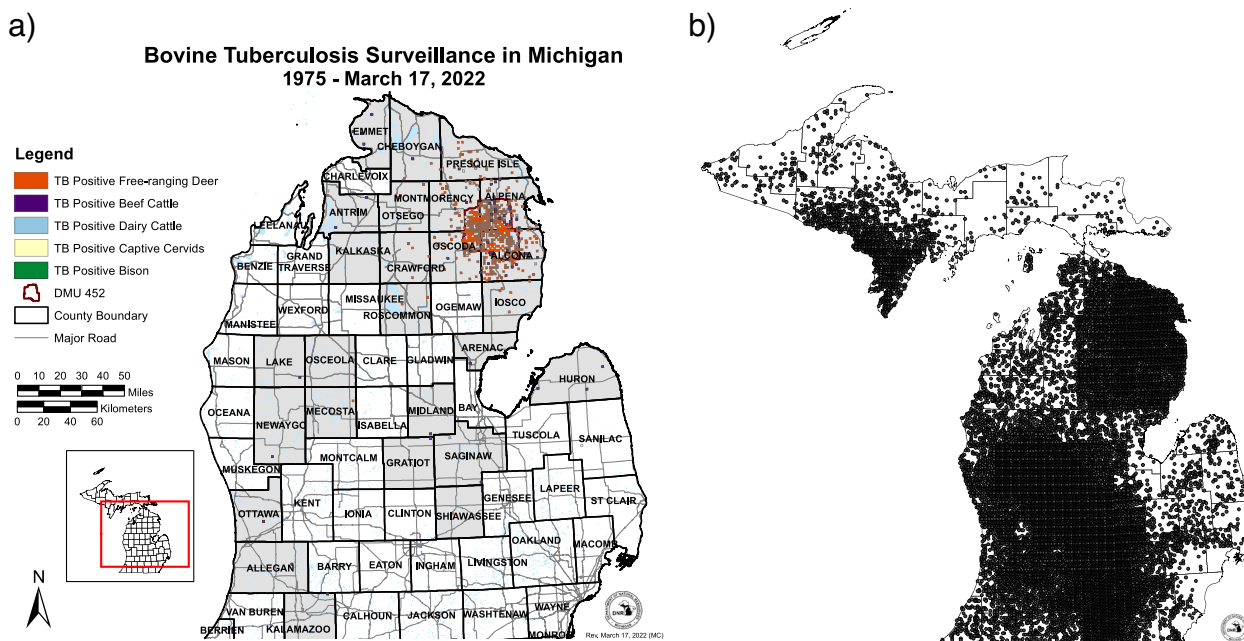 a)
b)
Bovine Tuberculosis Surveillance in Michigan
1975 - March 17, 2022
Legend
TB Positive Free-ranging Deer
TB Positive Beef Cattle
TB Positive Dairy Cattle
TB Positive Captive Cervids
TB Positive Bison
DMU 452
County Boundary
Major Road
0 10 20 30 40 50
Miles
0 20 40 60
Kilometers
N
EMMET
CHEBOYGAN
PRESQUE ISLE
CHARLEVOIX
ANTRIM
OTSEGO
MONTMORENCY
ALPENA
LEELANAU
BENZIE
GRAND
TRAVERSE
KALKASKA
CRAWFORD
OSCODA
ALCONA
MANISTEE
WEXFORD
MISSAUKEE
ROSCOMMON
OGEMAW
IOSCO
MASON
LAKE
OSCEOLA
CLARE
GLADWIN
ARENAC
HURON
OCEANA
NEWAYGO
MECOSTA
ISABELLA
MIDLAND
BAY
TUSCOLA
SANILAC
MUSKEGON
MONTCALM
GRATIOT
SAGINAW
OTTAWA
KENT
IONIA
CLINTON
SHIAWASSEE
GENESEE
LAPEER
ST CLAIR
ALLEGAN
BARRY
EATON
INGHAM
LIVINGSTON
OAKLAND
MACOMB
VAN BUREN
BERRIEN
KALAMAZOO
CALHOUN
JACKSON
WASHTENAW
WAYNE
MONROE
DNR
Rev, March 17, 2022 (MC)
DNR